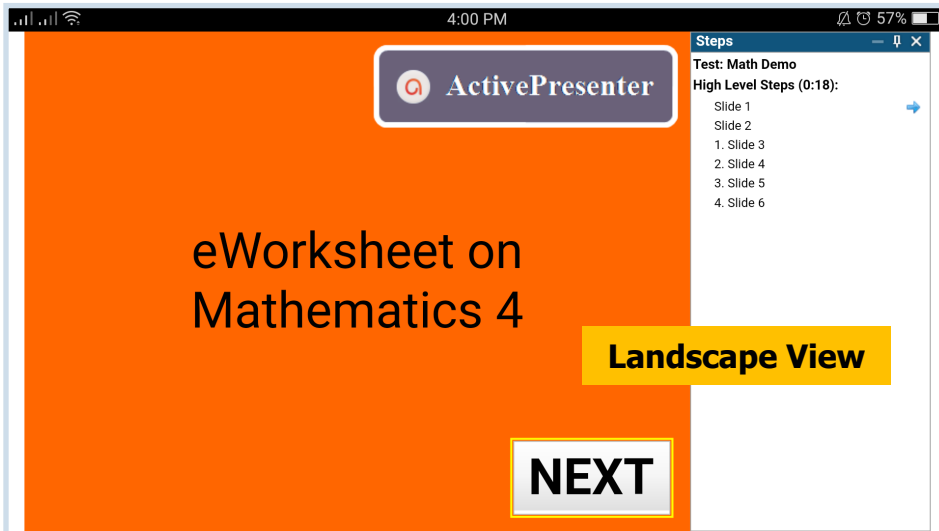 4:00 PM
57%
ActivePresenter
eWorksheet on
Mathematics 4
NEXT
Steps
Test: Math Demo
High Level Steps (0:18):
Slide 1
Slide 2
1. Slide 3
2. Slide 4
3. Slide 5
4. Slide 6
Landscape View